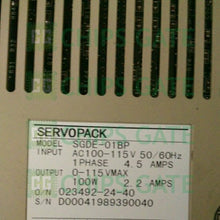 SERVOPACK
MODEL SGDE-01BP
INPUT AC100-115V 50/60Hz
1PHASE 4.5 AMPS
OUTPUT 0-115VMAX
100W 2.2 AMPS
O/N 023492-24-40
S/N D00041989390040